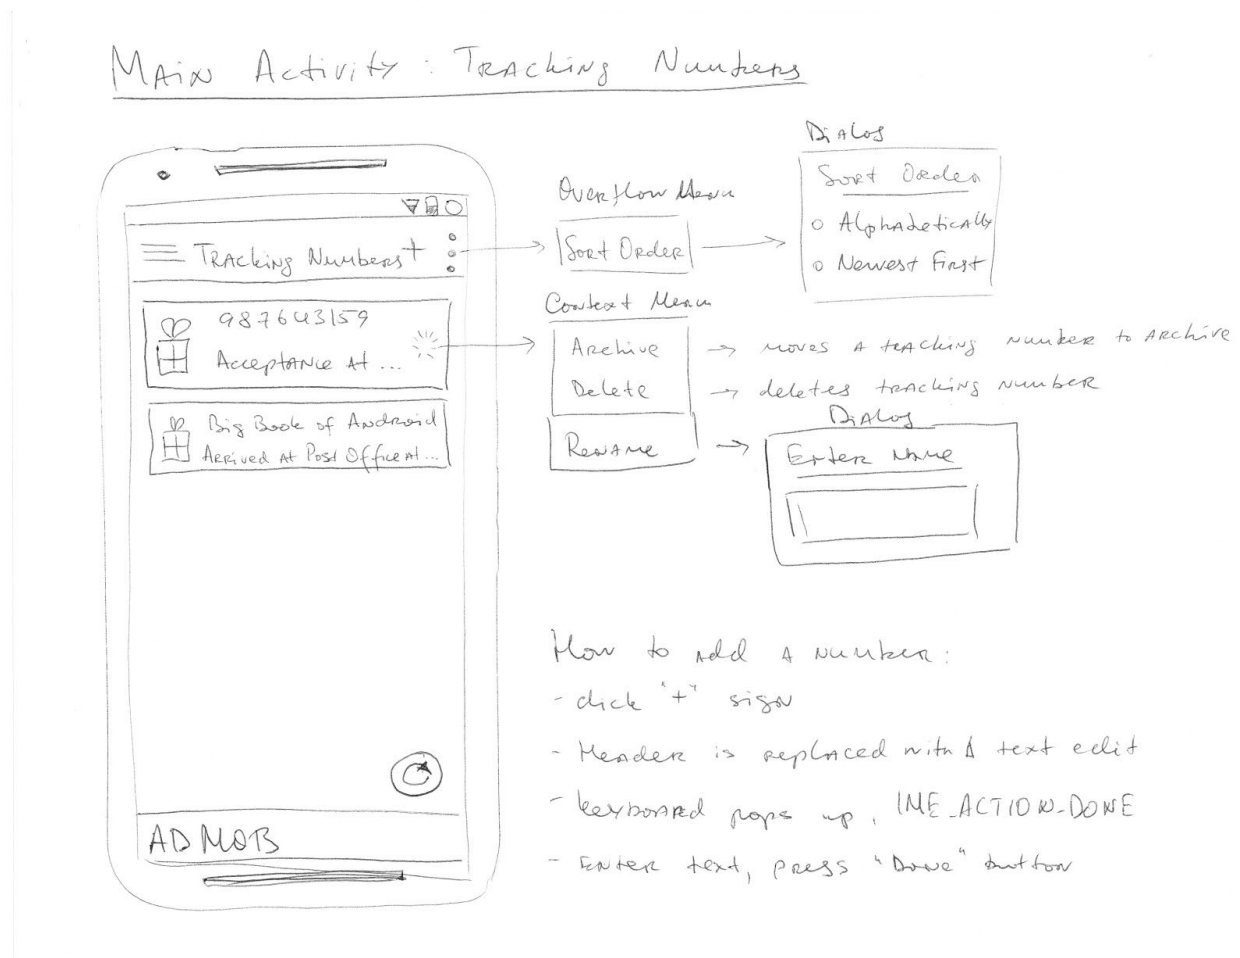 Main Activity: Tracking Numbers
Dialog
Sort Order
Alphabetically
Newest First
Overflow Menu
Sort Order
Tracking Numbers +
987643159
Acceptance At ...
Big Book of Android
Arrived At Post Office At ...
Context Menu
Archive → moves a tracking number to Archive
Delete → deletes tracking number
Rename →
Dialog
Enter Name
How to add a number:
- click "+" sign
- Header is replaced with a text edit
- keyboard pops up, IME_ACTION_DONE
- Enter text, press "Done" button
ADMOB